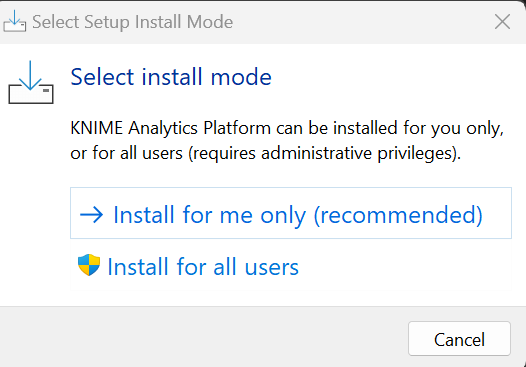 Select Setup Install Mode
Select install mode
KNIME Analytics Platform can be installed for you only,
or for all users (requires administrative privileges).
Install for me only (recommended)
Install for all users
Cancel